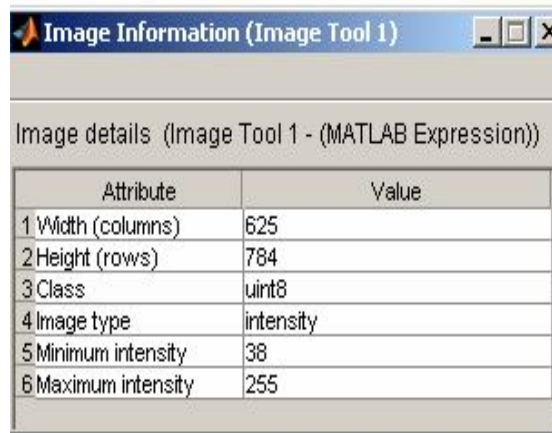 Image Information (Image Tool 1)
Image details (Image Tool 1 - (MATLAB Expression))
Attribute Value
1 Width (columns) 625
2 Height (rows) 784
3 Class uint8
4 Image type intensity
5 Minimum intensity 38
6 Maximum intensity 255